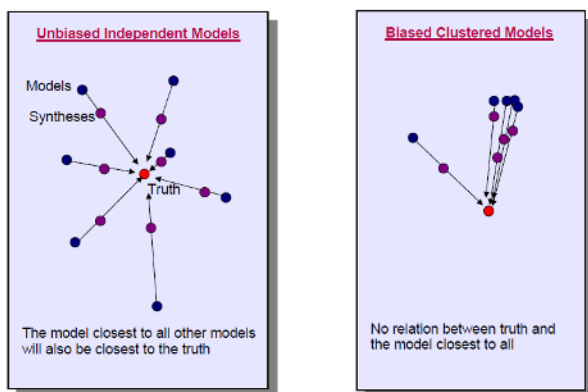 Unbiased Independent Models
Models
Syntheses
Truth
The model closest to all other models
will also be closest to the truth
Biased Clustered Models
No relation between truth and
the model closest to all